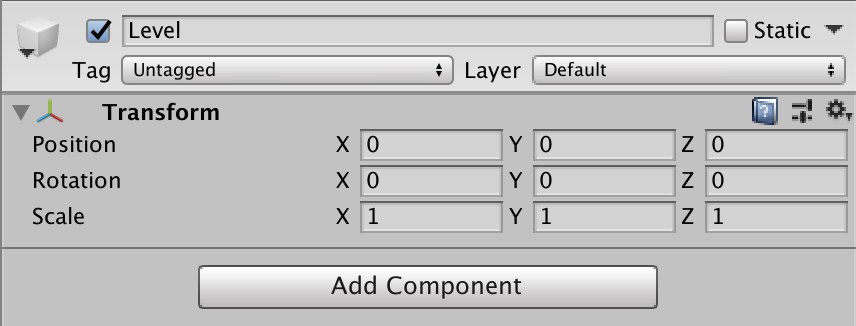 Level Static
Tag Untagged Layer Default
Transform
Position X 0 Y 0 Z 0
Rotation X 0 Y 0 Z 0
Scale X 1 Y 1 Z 1
Add Component